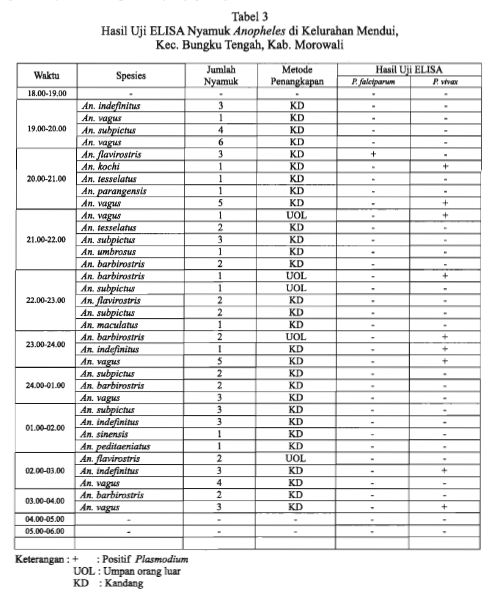 Tabel 3
Hasil Uji ELISA Nyamuk Anopheles di Kelurahan Mendui,
Kec. Bungku Tengah, Kab. Morowali
Waktu Spesies Jumlah Nyamuk Metode Penangkapan Hasil Uji ELISA
P. falciparum P. vivax
18.00-19.00 - - - - -
19.00-20.00 An. indefinitus 3 KD - -
An. vagus 1 KD - -
An. subpictus 4 KD - -
An. vagus 6 KD - -
20.00-21.00 An. flavirostris 3 KD + -
An. kochi 1 KD - +
An. tesselatus 1 KD - -
An. parangensis 1 KD - -
An. vagus 5 KD - +
21.00-22.00 An. vagus 1 UOL - +
An. tesselatus 2 KD - -
An. subpictus 3 KD - -
An. umbrosus 1 KD - -
An. barbirostris 2 KD - -
22.00-23.00 An. barbirostris 1 UOL - +
An. subpictus 1 UOL - -
An. flavirostris 2 KD - -
An. subpictus 2 KD - -
An. maculatus 1 KD - -
23.00-24.00 An. barbirostris 2 UOL - +
An. indefinitus 1 KD - +
An. vagus 5 KD - +
24.00-01.00 An. subpictus 2 KD - -
An. barbirostris 2 KD - -
An. vagus 3 KD - -
01.00-02.00 An. subpictus 3 KD - -
An. indefinitus 3 KD - -
An. sinensis 1 KD - -
An. peditaeniatus 1 KD - -
02.00-03.00 An. flavirostris 2 UOL - -
An. indefinitus 3 KD - +
An. vagus 4 KD - -
03.00-04.00 An. barbirostris 2 KD - -
An. vagus 3 KD - +
04.00-05.00 - - - - -
05.00-06.00 - - - - -
Keterangan : + : Positif Plasmodium
UOL : Umpan orang luar
KD : Kandang